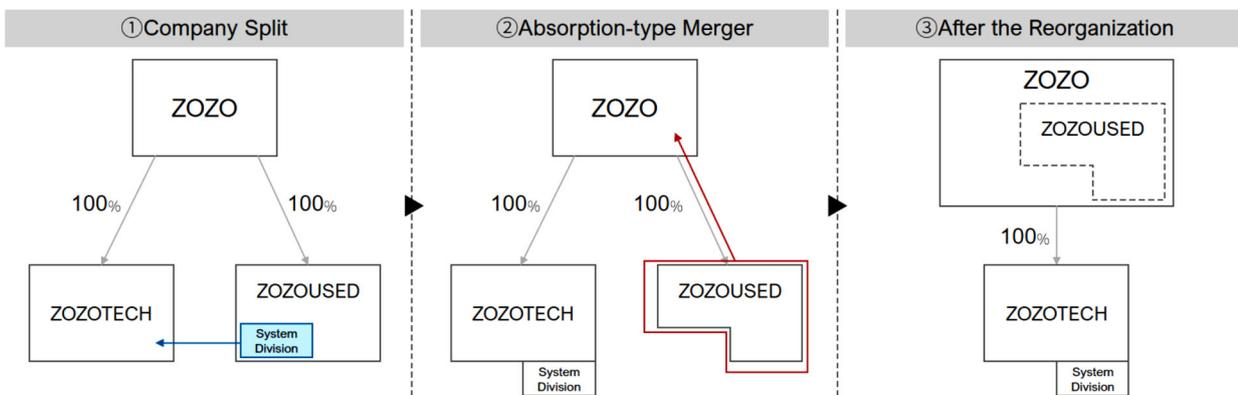 ①Company Split
ZOZO
100%
100%
ZOZOTECH
ZOZOUSED
System
Division
②Absorption-type Merger
ZOZO
100%
100%
ZOZOTECH
ZOZOUSED
System
Division
③After the Reorganization
ZOZO
ZOZOUSED
100%
ZOZOTECH
System
Division